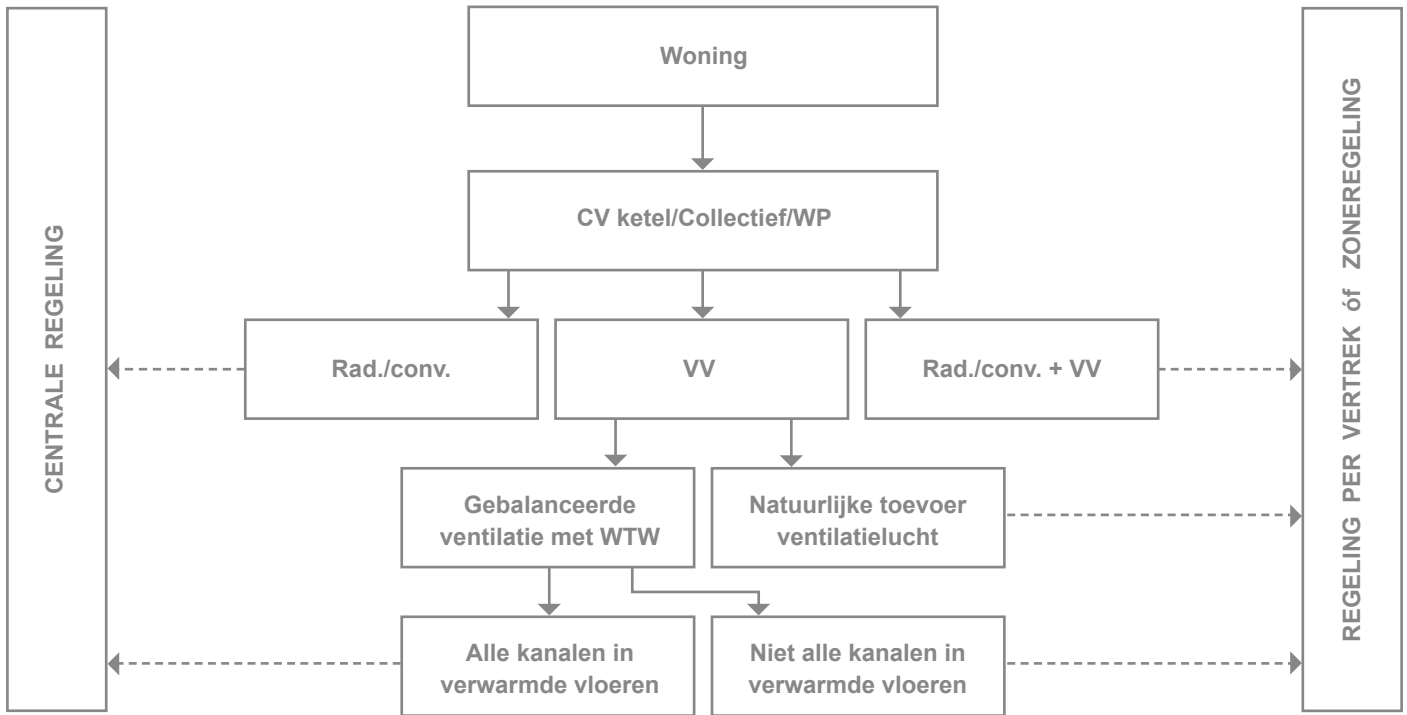 CENTRALE REGELING
Woning
CV ketel/Collectief/WP
Rad./conv.
VV
Rad./conv. + VV
Gebalanceerde
ventilatie met WTW
Natuurlijke toevoer
ventilatielucht
Alle kanalen in
verwarmde vloeren
Niet alle kanalen in
verwarmde vloeren
REGELING PER VERTREK óf ZONEREGELING